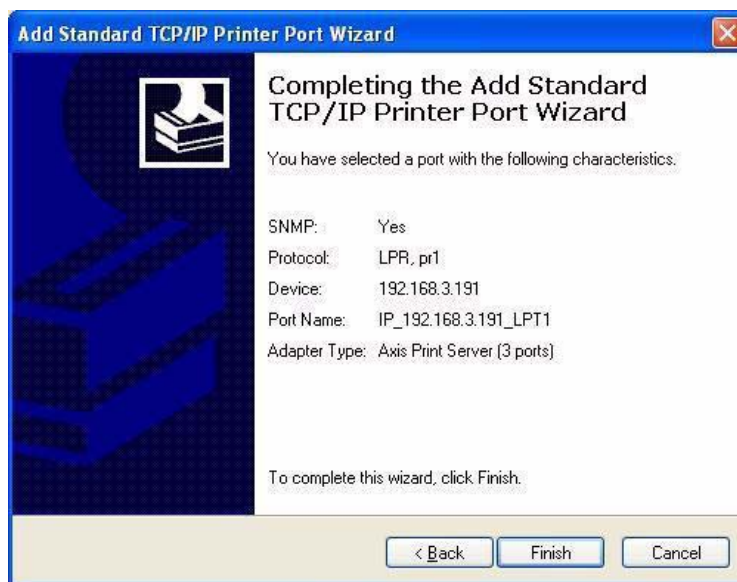 Add Standard TCP/IP Printer Port Wizard
Completing the Add Standard
TCP/IP Printer Port Wizard
You have selected a port with the following characteristics.
SNMP: Yes
Protocol: LPR, pr1
Device: 192.168.3.191
Port Name: IP_192.168.3.191_LPT1
Adapter Type: Axis Print Server (3 ports)
To complete this wizard, click Finish.
< Back Finish Cancel